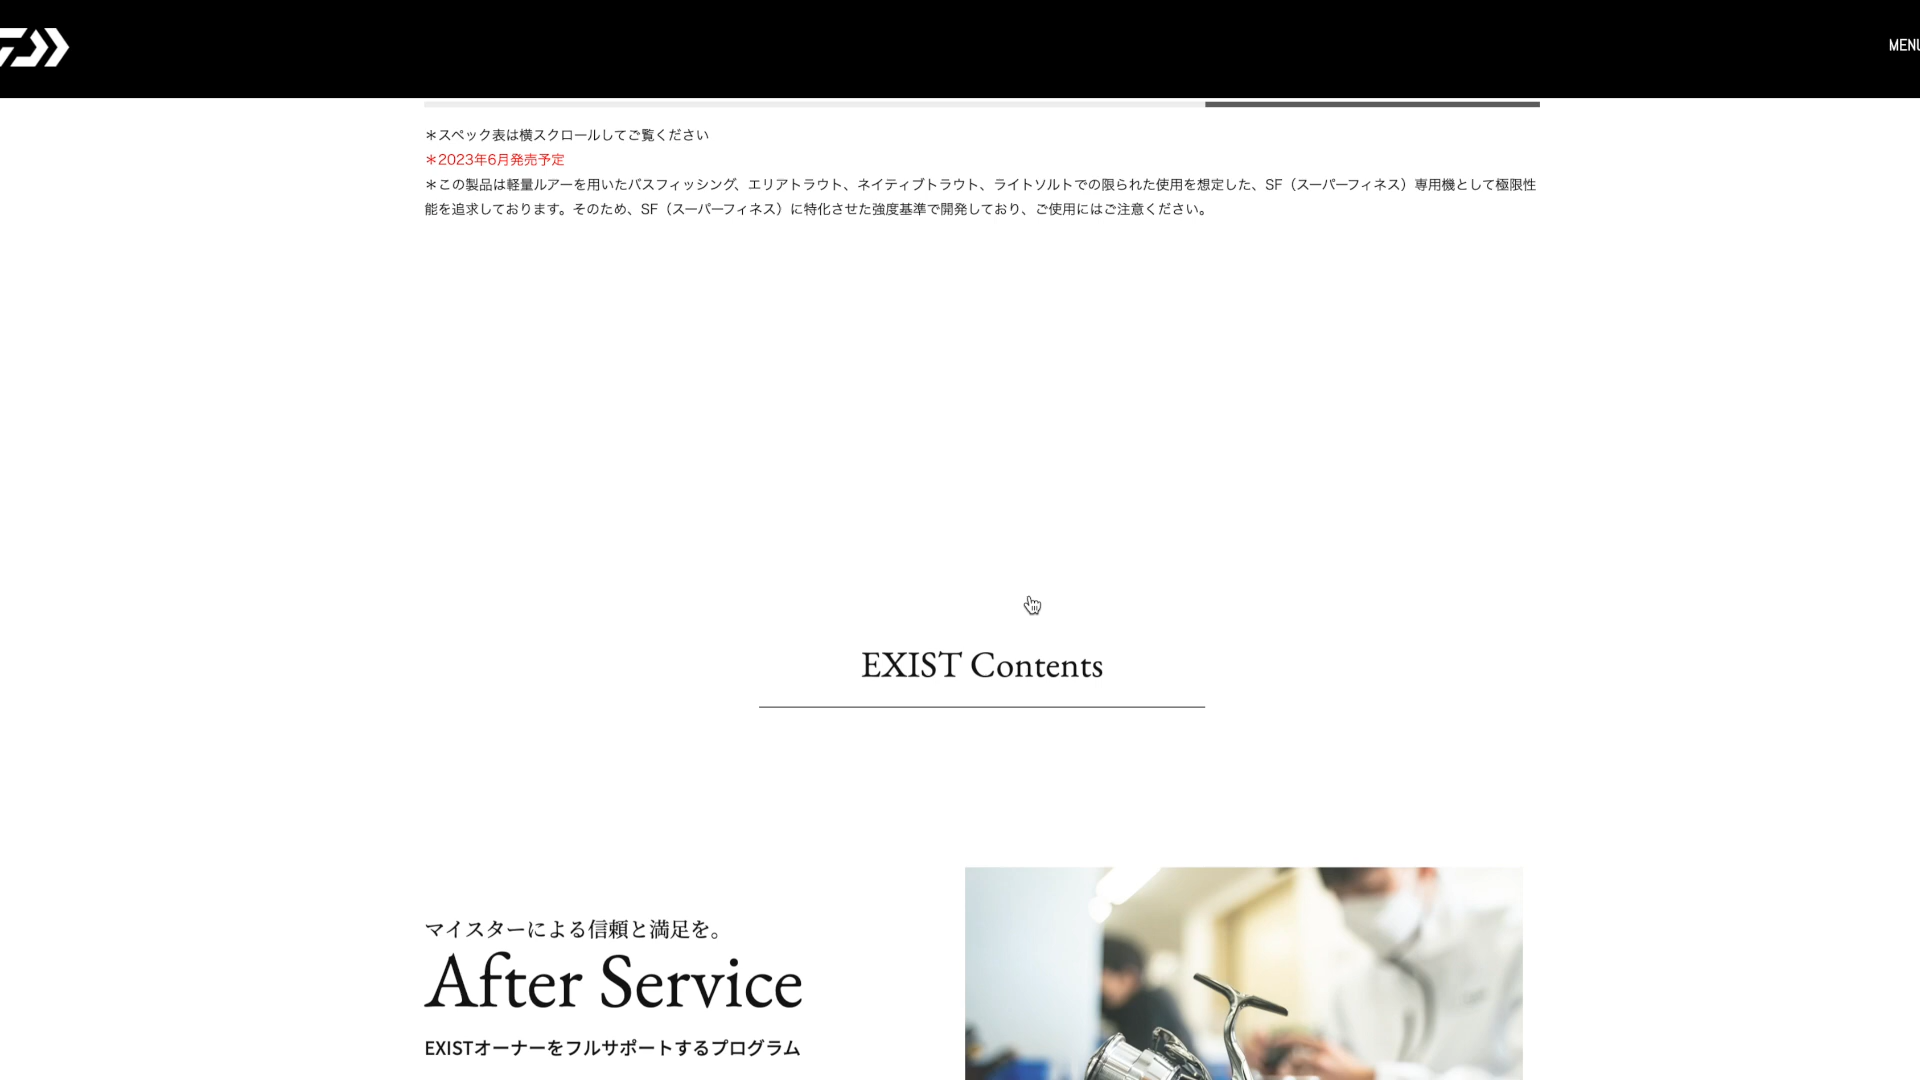 MENU
＊スペック表は横スクロールしてご覧ください
＊2023年6月発売予定
＊この製品は軽量ルアーを用いたバスフィッシング、エリアトラウト、ネイティブトラウト、ライトソルトでの限られた使用を想定した、SF（スーパーフィネス）専用機として極限性
能を追求しております。そのため、SF（スーパーフィネス）に特化させた強度基準で開発しており、ご使用にはご注意ください。
EXIST Contents
マイスターによる信頼と満足を。
After Service
EXISTオーナーをフルサポートするプログラム